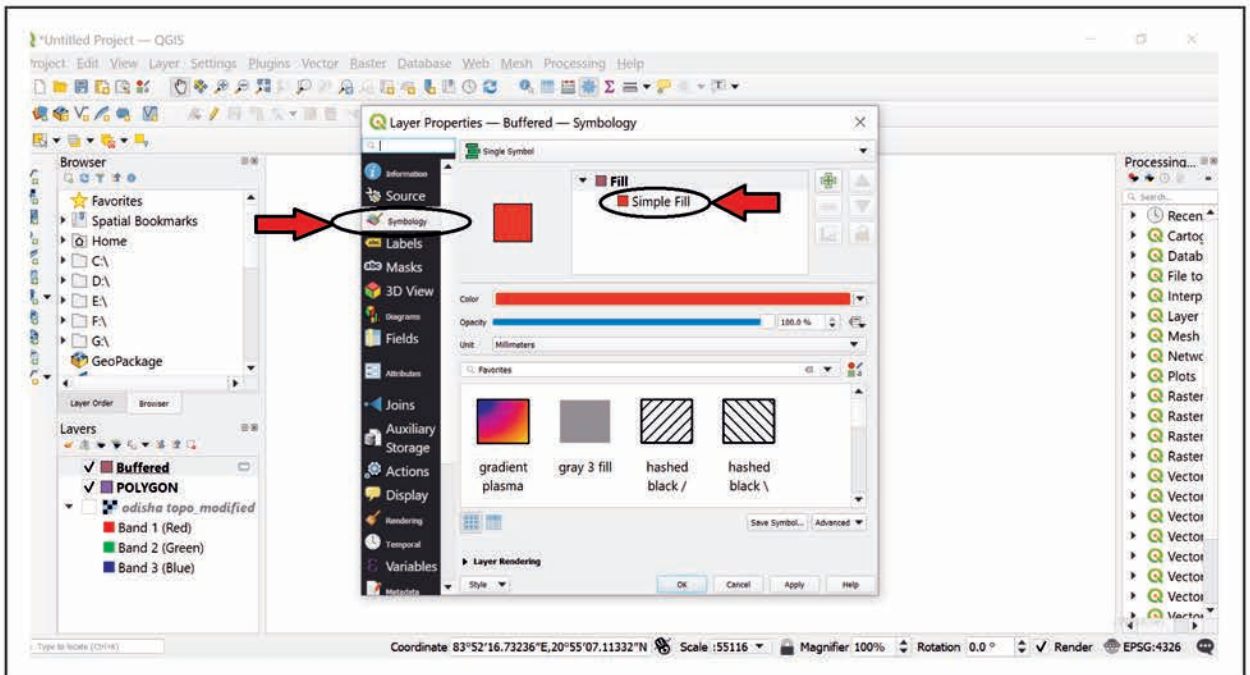 *Untitled Project — QGIS
Project Edit View Layer Settings Plugins Vector Raster Database Web Mesh Processing Help
Browser
Favorites
Spatial Bookmarks
Home
C:\
D:\
E:\
F:\
G:\
GeoPackage
Layer Order Browser
Layers
Buffered
POLYGON
odisha topo_modified
Band 1 (Red)
Band 2 (Green)
Band 3 (Blue)
Layer Properties — Buffered — Symbology
Information
Source
Symbology
Labels
Masks
3D View
Diagrams
Fields
Attributes
Joins
Auxiliary
Storage
Actions
Display
Rendering
Temporal
Variables
Metadata
Single Symbol
Fill
Simple Fill
Color
Opacity 100.0 %
Unit Millimeters
Favorites
gradient plasma
gray 3 fill
hashed black /
hashed black \
Save Symbol... Advanced
Layer Rendering
Style OK Cancel Apply Help
Processing...
Search...
Recen
Cartog
Datab
File to
Interp
Layer
Mesh
Netwo
Plots
Raster
Raster
Raster
Raster
Vector
Vector
Vector
Vector
Vector
Vector
Vector
Vector
Type to locate (Ctrl+K) Coordinate 83°52'16.73236"E,20°55'07.11332"N Scale :55116 Magnifier 100% Rotation 0.0 ° Render EPSG:4326